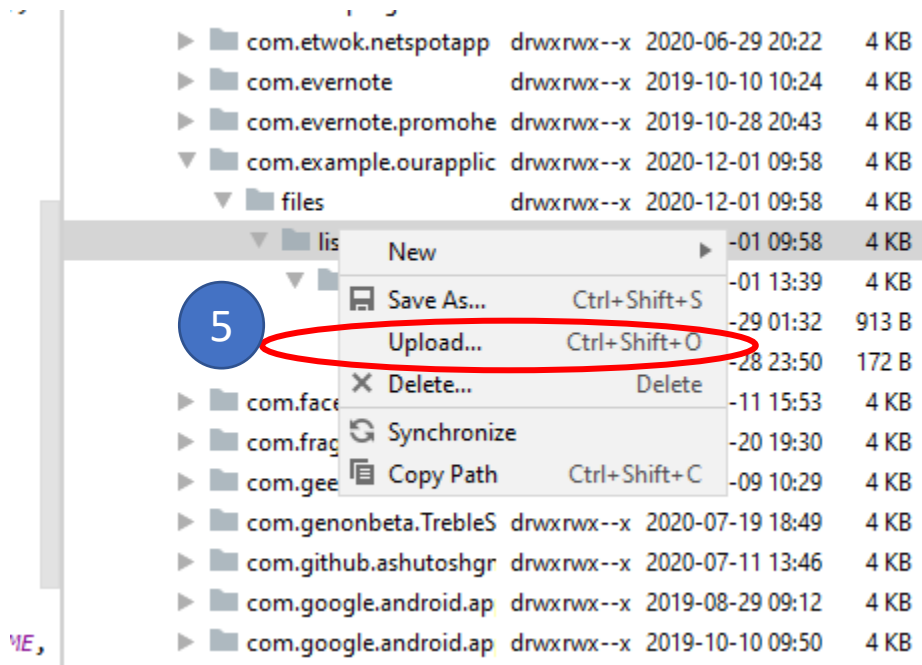 com.etwok.netspotapp drwxrwx--x 2020-06-29 20:22 4 KB
com.evernote drwxrwx--x 2019-10-10 10:24 4 KB
com.evernote.promohe drwxrwx--x 2019-10-28 20:43 4 KB
com.example.ourapplic drwxrwx--x 2020-12-01 09:58 4 KB
files drwxrwx--x 2020-12-01 09:58 4 KB
lis -01 09:58 4 KB
New
-01 13:39 4 KB
Save As... Ctrl+Shift+S
5
-29 01:32 913 B
Upload... Ctrl+Shift+O
-28 23:50 172 B
Delete... Delete
com.face -11 15:53 4 KB
Synchronize
com.frag -20 19:30 4 KB
Copy Path Ctrl+Shift+C
com.gee -09 10:29 4 KB
com.genonbeta.TrebleS drwxrwx--x 2020-07-19 18:49 4 KB
com.github.ashutoshgr drwxrwx--x 2020-07-11 13:46 4 KB
com.google.android.ap drwxrwx--x 2019-08-29 09:12 4 KB
ME, com.google.android.ap drwxrwx--x 2019-10-10 09:50 4 KB